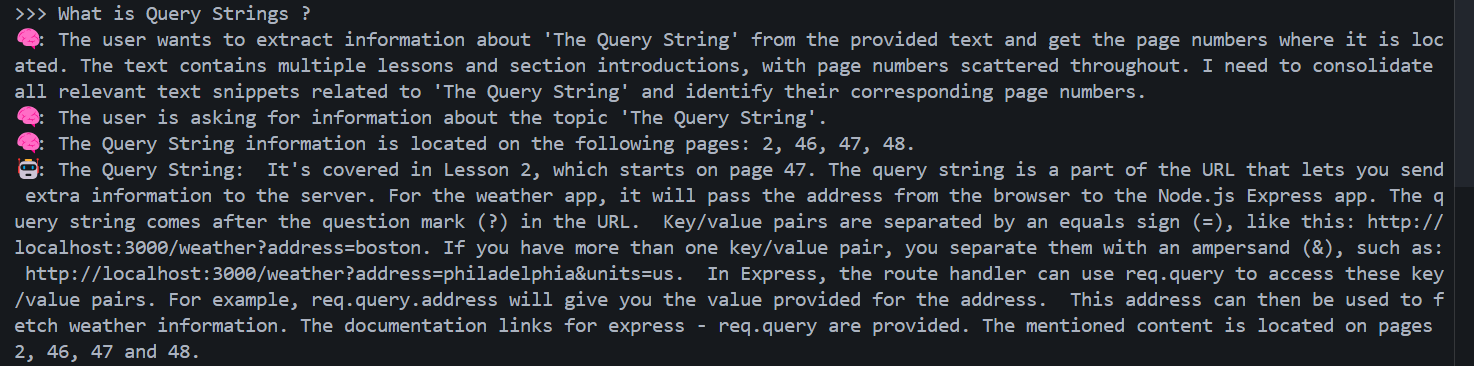 >>> What is Query Strings ?
🧠: The user wants to extract information about 'The Query String' from the provided text and get the page numbers where it is loc
ated. The text contains multiple lessons and section introductions, with page numbers scattered throughout. I need to consolidate
all relevant text snippets related to 'The Query String' and identify their corresponding page numbers.
🧠: The user is asking for information about the topic 'The Query String'.
🧠: The Query String information is located on the following pages: 2, 46, 47, 48.
🤖: The Query String:  It's covered in Lesson 2, which starts on page 47. The query string is a part of the URL that lets you send
 extra information to the server. For the weather app, it will pass the address from the browser to the Node.js Express app. The q
uery string comes after the question mark (?) in the URL.  Key/value pairs are separated by an equals sign (=), like this: http://
localhost:3000/weather?address=boston. If you have more than one key/value pair, you separate them with an ampersand (&), such as:
 http://localhost:3000/weather?address=philadelphia&units=us.  In Express, the route handler can use req.query to access these key
/value pairs. For example, req.query.address will give you the value provided for the address.  This address can then be used to f
etch weather information. The documentation links for express - req.query are provided. The mentioned content is located on pages
2, 46, 47 and 48.